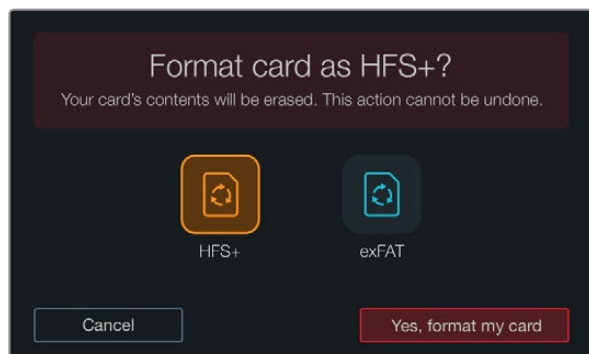 Format card as HFS+?
Your card's contents will be erased. This action cannot be undone.
HFS+
exFAT
Cancel
Yes, format my card